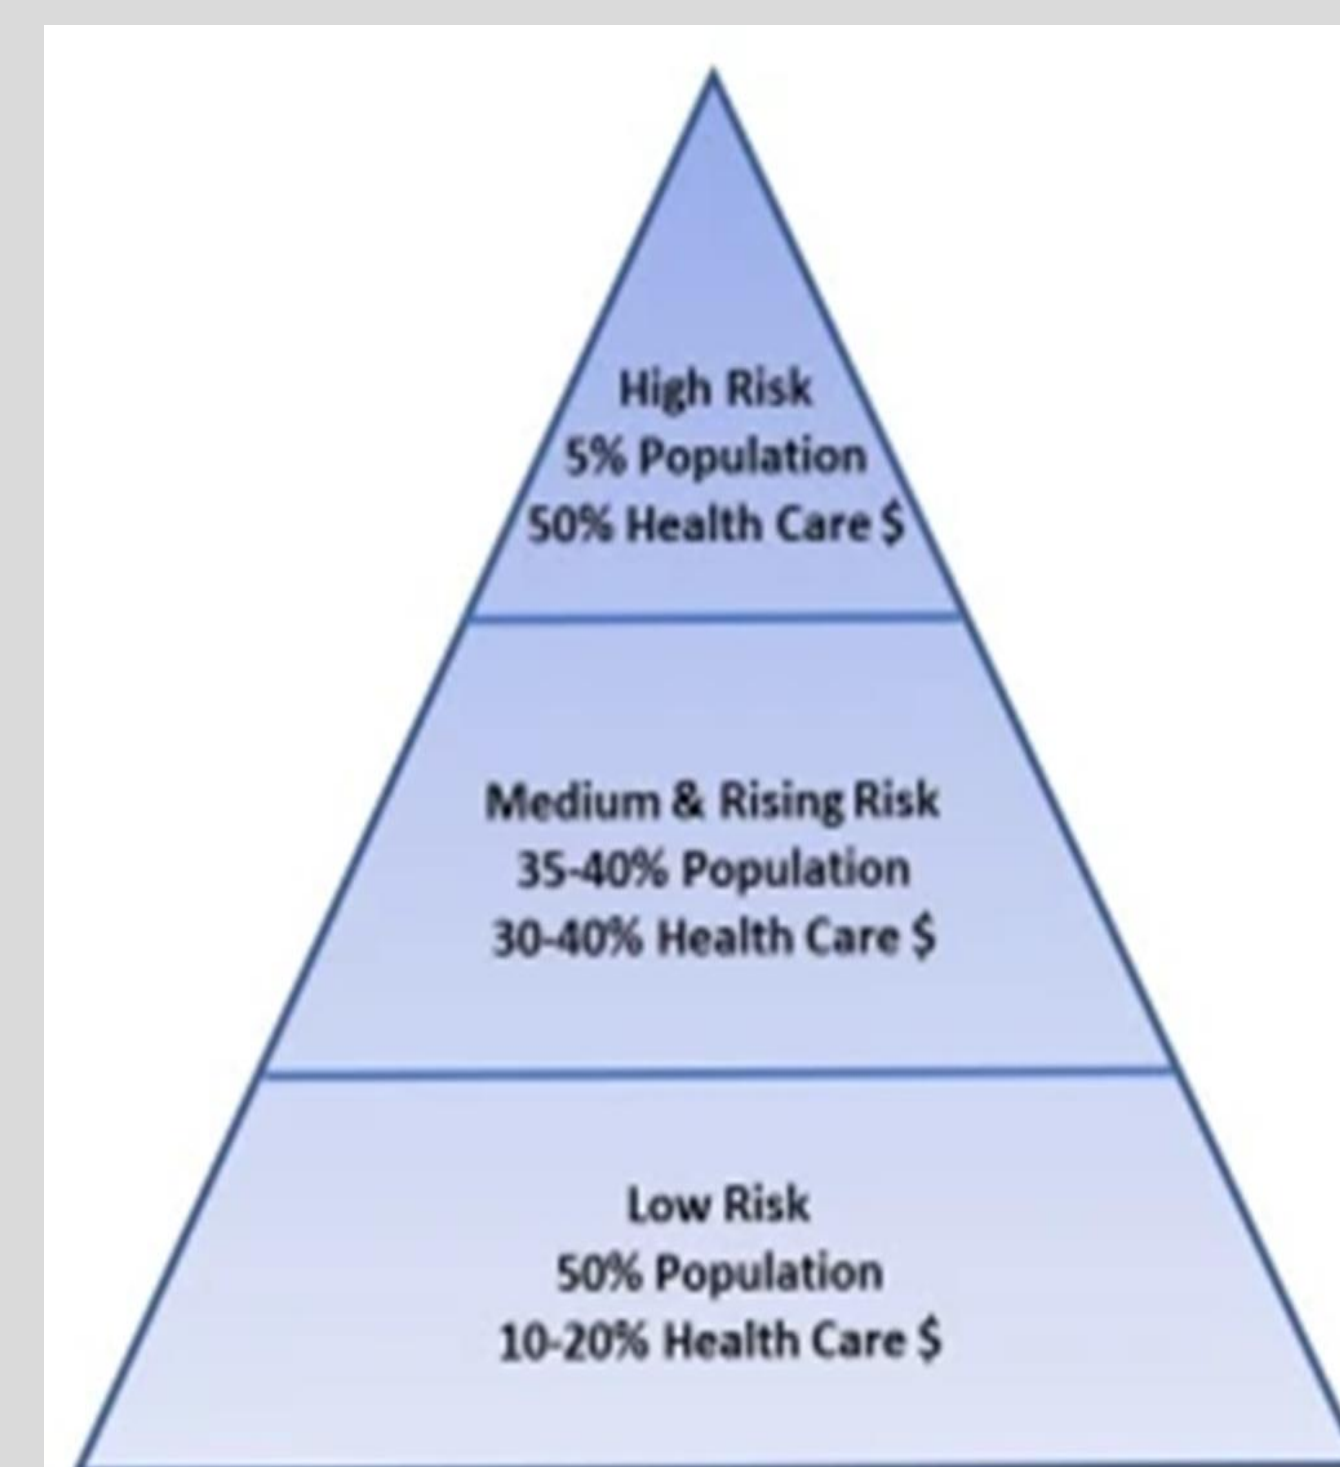 High Risk
5% Population
50% Health Care $
Medium & Rising Risk
35-40% Population
30-40% Health Care $
Low Risk
50% Population
10-20% Health Care $